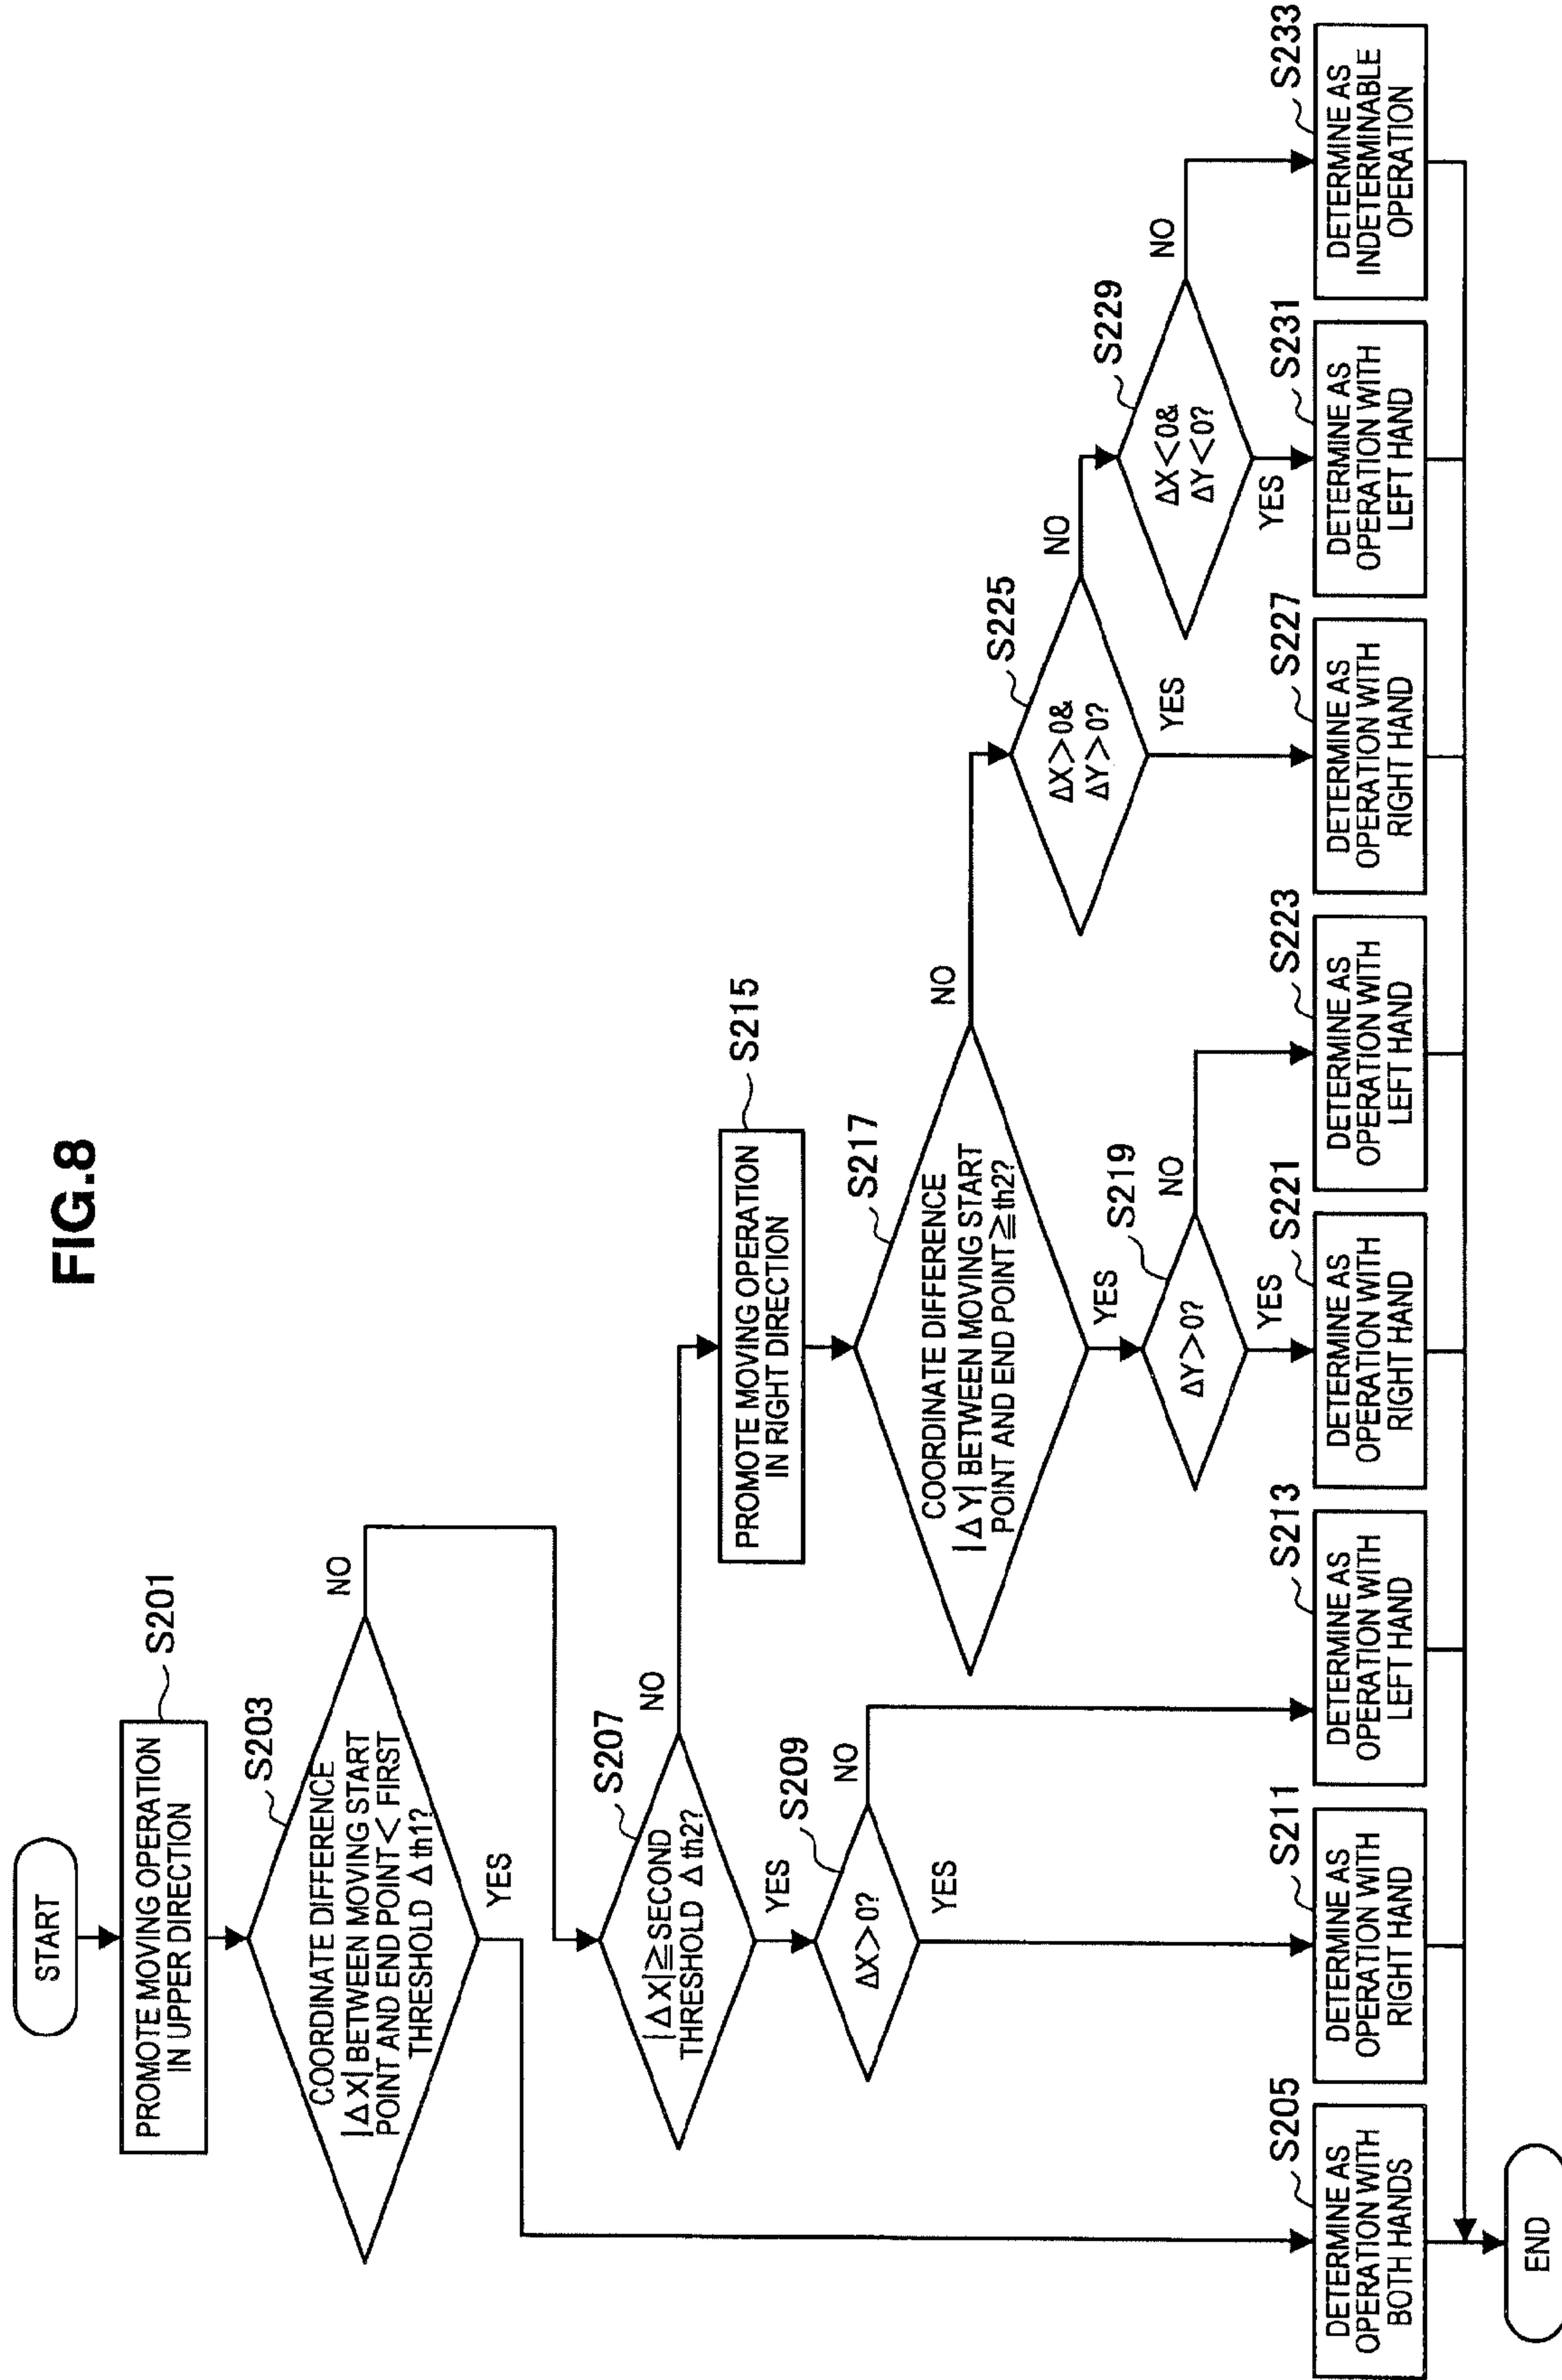 FIG.8
START
PROMOTE MOVING OPERATION
IN UPPER DIRECTION
S201
COORDINATE DIFFERENCE
|ΔX| BETWEEN MOVING START
POINT AND END POINT < FIRST
THRESHOLD Δth1?
S203
YES
NO
DETERMINE AS
OPERATION WITH
BOTH HANDS
S205
|ΔX|≧SECOND
THRESHOLD Δth2?
S207
YES
NO
ΔX>0?
S209
YES
NO
DETERMINE AS
OPERATION WITH
RIGHT HAND
S211
DETERMINE AS
OPERATION WITH
LEFT HAND
S213
PROMOTE MOVING OPERATION
IN RIGHT DIRECTION
S215
COORDINATE DIFFERENCE
|ΔY| BETWEEN MOVING START
POINT AND END POINT≧th2?
S217
YES
NO
ΔY>0?
S219
YES
NO
DETERMINE AS
OPERATION WITH
RIGHT HAND
S221
DETERMINE AS
OPERATION WITH
LEFT HAND
S223
ΔX>0&
ΔY>0?
S225
YES
NO
DETERMINE AS
OPERATION WITH
RIGHT HAND
S227
ΔX<0&
ΔY<0?
S229
YES
NO
DETERMINE AS
OPERATION WITH
LEFT HAND
S231
DETERMINE AS
INDETERMINABLE
OPERATION
S233
END